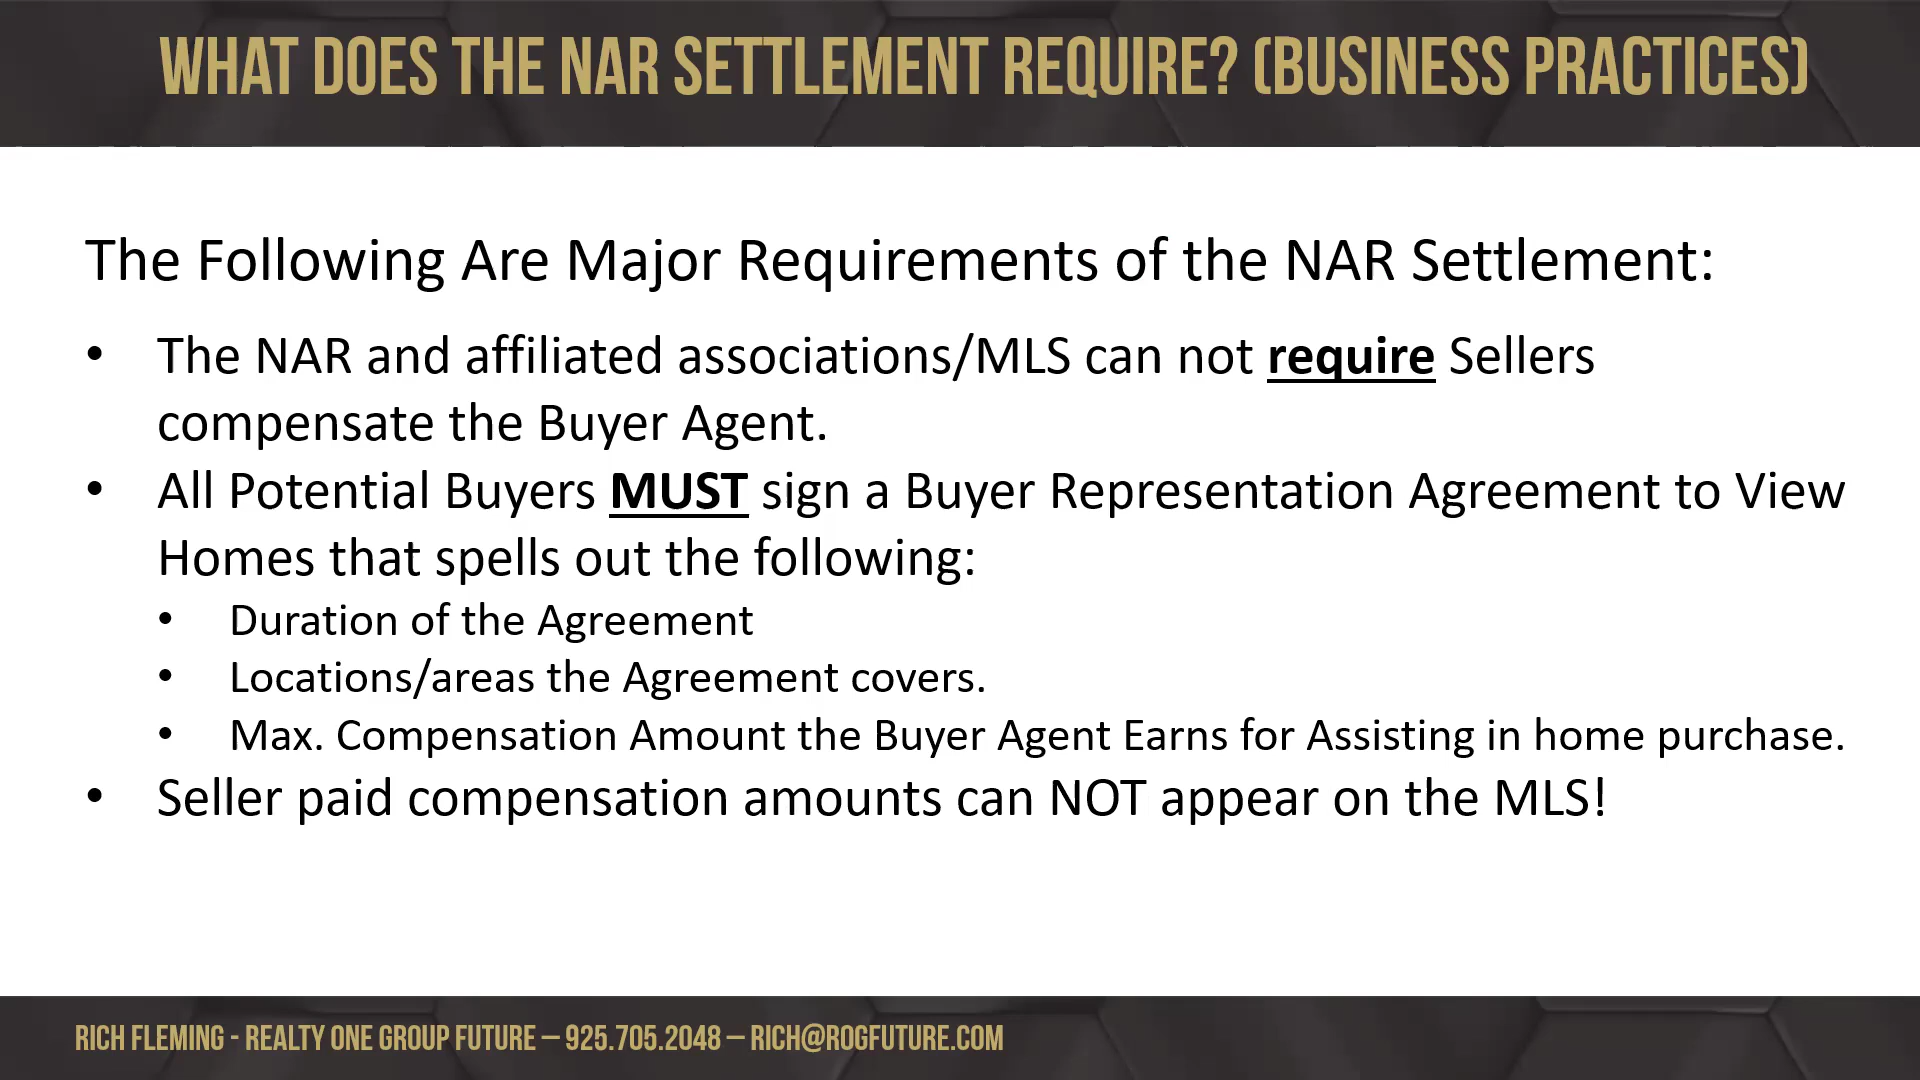 WHAT DOES THE NAR SETTLEMENT REQUIRE? (BUSINESS PRACTICES)
The Following Are Major Requirements of the NAR Settlement:
• The NAR and affiliated associations/MLS can not require Sellers
compensate the Buyer Agent.
• All Potential Buyers MUST sign a Buyer Representation Agreement to View
Homes that spells out the following:
• Duration of the Agreement
• Locations/areas the Agreement covers.
• Max. Compensation Amount the Buyer Agent Earns for Assisting in home purchase.
• Seller paid compensation amounts can NOT appear on the MLS!
RICH FLEMING - REALTY ONE GROUP FUTURE – 925.705.2048 – RICH@ROGFUTURE.COM